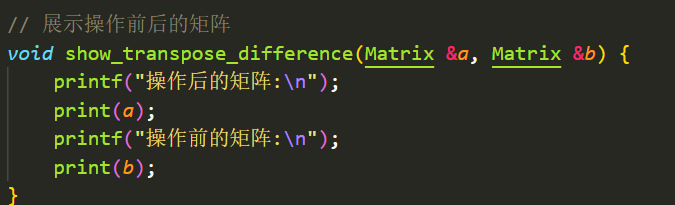 // 展示操作前后的矩阵
void show_transpose_difference(Matrix &a, Matrix &b) {
    printf("操作后的矩阵:\n");
    print(a);
    printf("操作前的矩阵:\n");
    print(b);
}